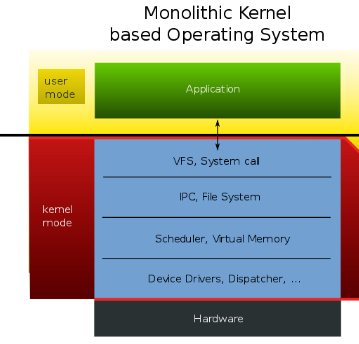 Monolithic Kernel
based Operating System
user
mode
Application
VFS, System call
IPC, File System
kernel
mode
Scheduler, Virtual Memory
Device Drivers, Dispatcher, ...
Hardware